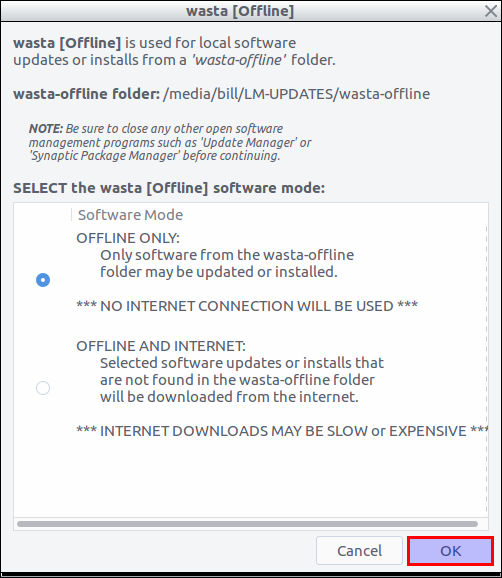 wasta [Offline]
wasta [Offline] is used for local software
updates or installs from a 'wasta-offline' folder.
wasta-offline folder: /media/bill/LM-UPDATES/wasta-offline
NOTE: Be sure to close any other open software
management programs such as 'Update Manager' or
'Synaptic Package Manager' before continuing.
SELECT the wasta [Offline] software mode:
Software Mode
OFFLINE ONLY:
Only software from the wasta-offline
folder may be updated or installed.
*** NO INTERNET CONNECTION WILL BE USED ***
OFFLINE AND INTERNET:
Selected software updates or installs that
are not found in the wasta-offline folder
will be downloaded from the internet.
*** INTERNET DOWNLOADS MAY BE SLOW or EXPENSIVE ***
Cancel
OK